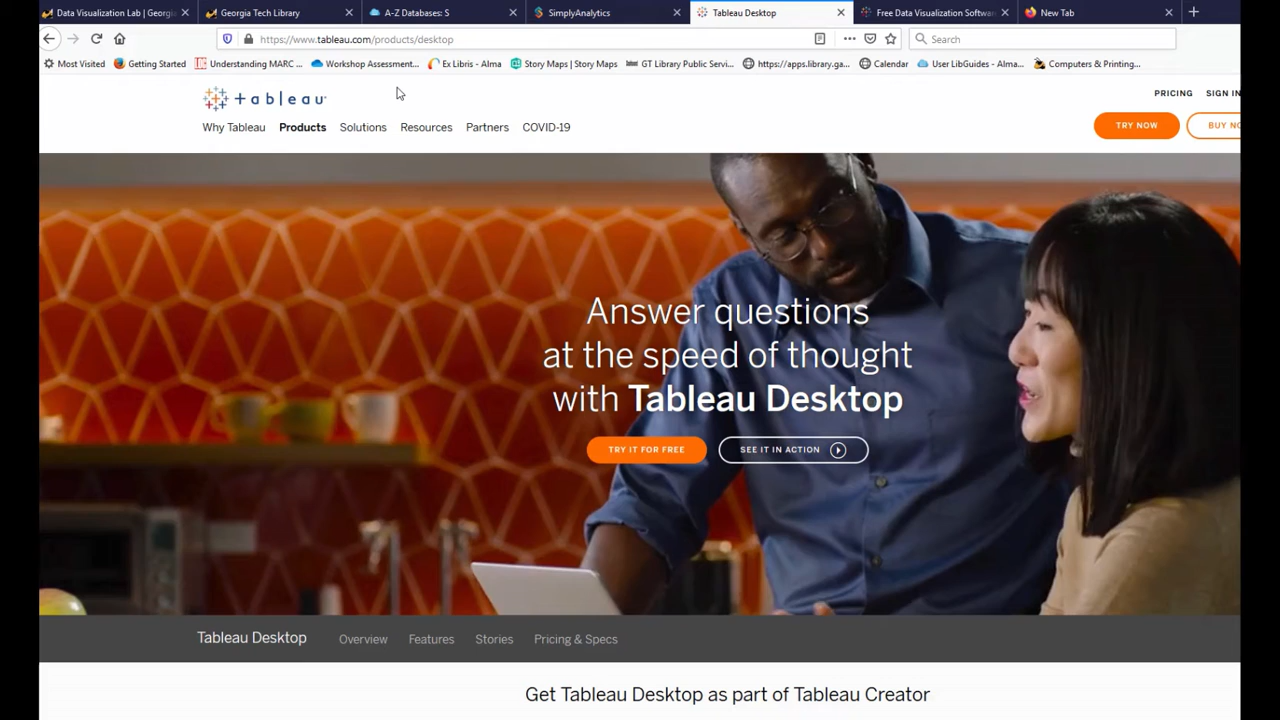 Data Visualization Lab | Georgi
Georgia Tech Library
A-Z Databases: S
SimplyAnalytics
Tableau Desktop
Free Data Visualization Software
New Tab
https://www.tableau.com/products/desktop
Search
Most Visited
Getting Started
Understanding MARC ...
Workshop Assessment...
Ex Libris - Alma
Story Maps | Story Maps
GT Library Public Servi...
https://apps.library.ga...
Calendar
User LibGuides - Alma...
Computers & Printing...
+ a b l e a u
PRICING
SIGN IN
Why Tableau
Products
Solutions
Resources
Partners
COVID-19
TRY NOW
BUY NO
Answer questions
at the speed of thought
with Tableau Desktop
TRY IT FOR FREE
SEE IT IN ACTION
Tableau Desktop
Overview
Features
Stories
Pricing & Specs
Get Tableau Desktop as part of Tableau Creator